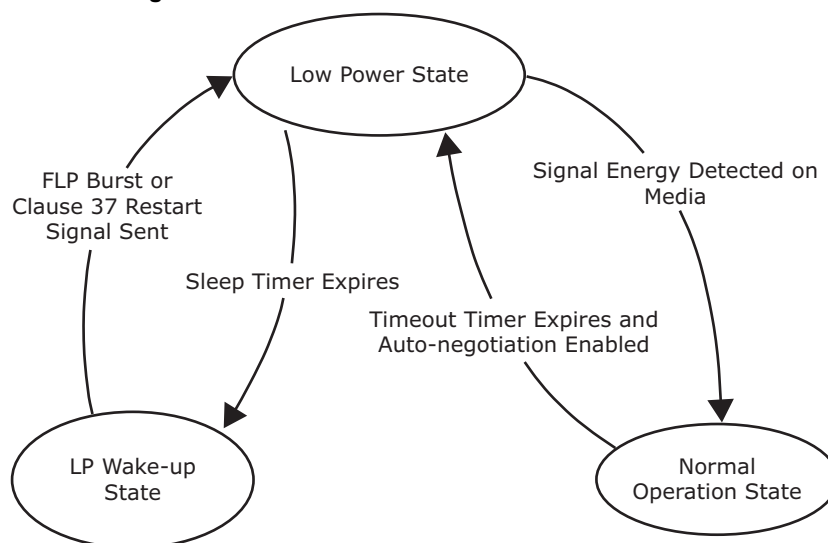 Low Power State
FLP Burst or
Clause 37 Restart
Signal Sent
Signal Energy Detected on
Media
Sleep Timer Expires
Timeout Timer Expires and
Auto-negotiation Enabled
LP Wake-up
State
Normal
Operation State